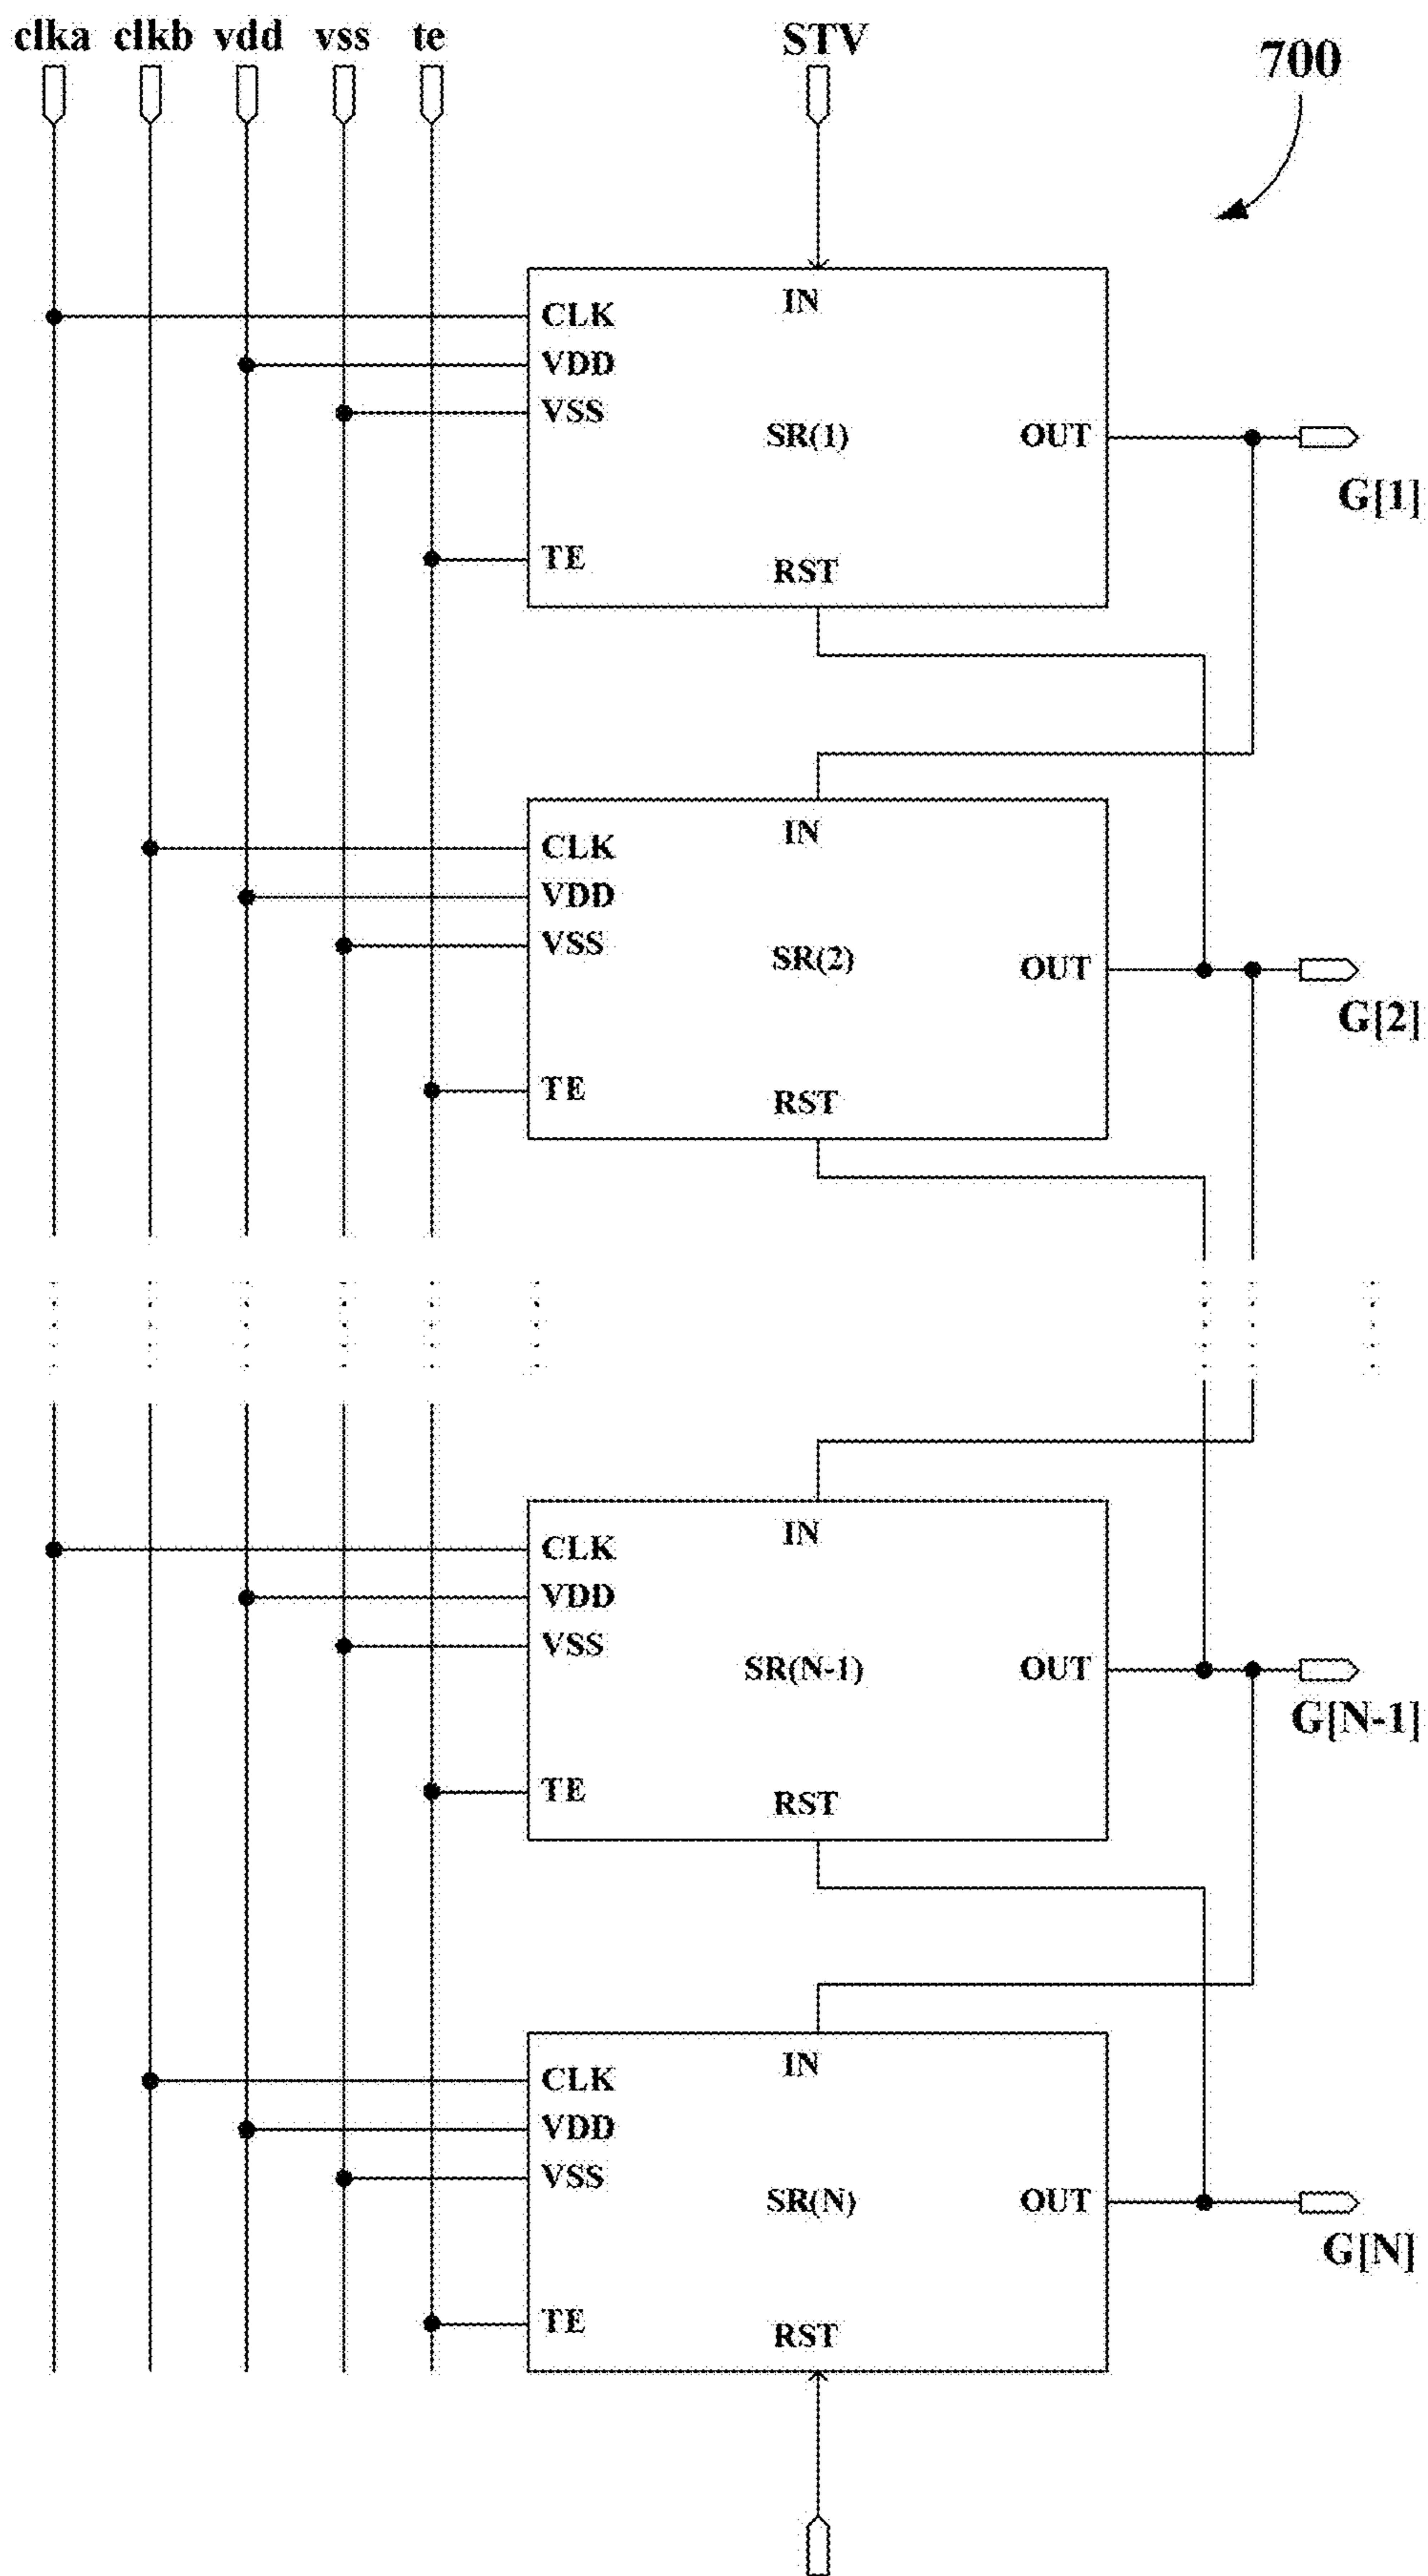 clka clkb vdd vss te STV
700
IN
CLK
VDD
VSS
SR(1) OUT
G[1]
TE
RST
IN
CLK
VDD
VSS
SR(2) OUT
G[2]
TE
RST
IN
CLK
VDD
VSS
SR(N-1) OUT
G[N-1]
TE
RST
IN
CLK
VDD
VSS
SR(N) OUT
G[N]
TE
RST